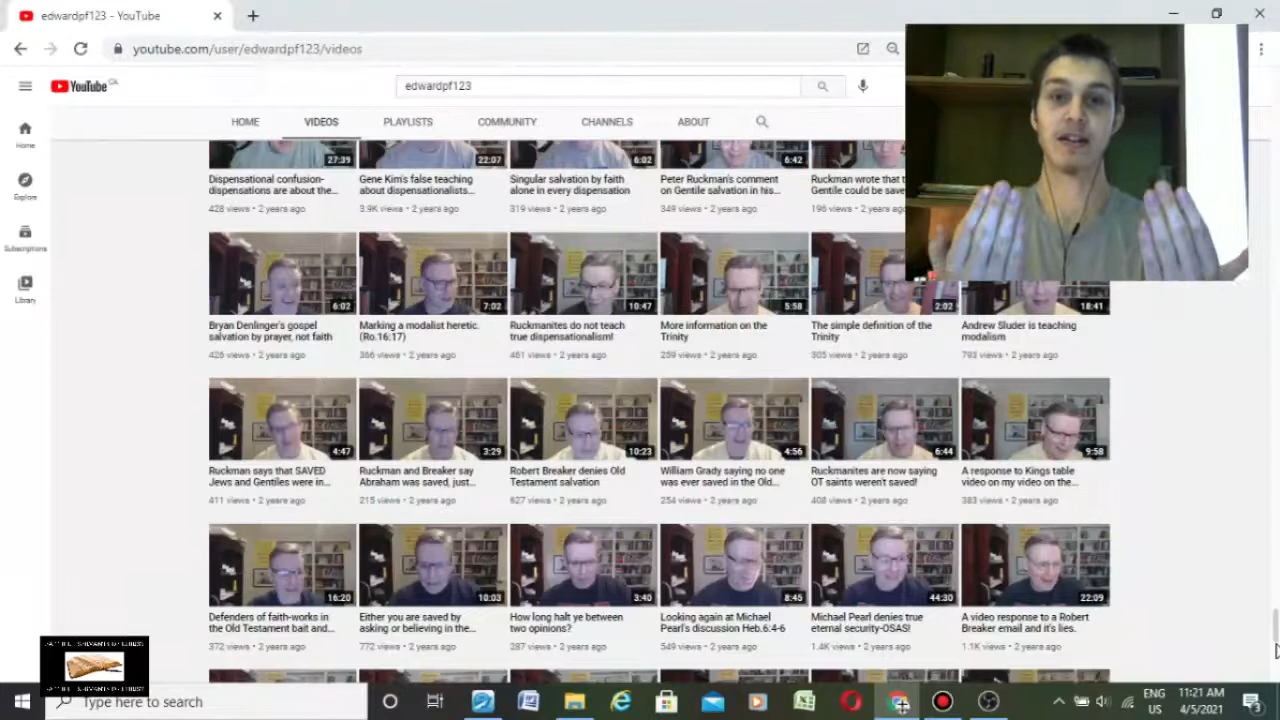 edwardpf123 - YouTube
youtube.com/user/edwardpf123/videos
YouTube CA
edwardpf123
HOME VIDEOS PLAYLISTS COMMUNITY CHANNELS ABOUT
Home
Explore
Subscriptions
Library
27:39 22:07 6:02 6:42
Dispensational confusion- Gene Kim's false teaching Singular salvation by faith Peter Ruckman's comment Ruckman wrote that
dispensations are about the... about dispensationalists... alone in every dispensation on Gentile salvation in his... Gentile could be
428 views • 2 years ago 3.9K views • 2 years ago 319 views • 2 years ago 349 views • 2 years ago 196 views • 2 years ago
6:02 7:02 10:47 5:58 2:02 18:41
Bryan Denlinger's gospel Marking a modalist heretic. Ruckmanites do not teach More information on the The simple definition of the Andrew Sluder is teaching
salvation by prayer, not faith (Ro.16:17) true dispensationalism! Trinity Trinity modalism
426 views • 2 years ago 366 views • 2 years ago 461 views • 2 years ago 259 views • 2 years ago 305 views • 2 years ago 793 views • 2 years ago
4:47 3:29 10:23 4:56 6:44 9:58
Ruckman says that SAVED Ruckman and Breaker say Robert Breaker denies Old William Grady saying no one Ruckmanites are now saying A response to Kings table
Jews and Gentiles were in... Abraham was saved, just... Testament salvation was ever saved in the Old... OT saints weren't saved! video on my video on the...
411 views • 2 years ago 215 views • 2 years ago 627 views • 2 years ago 254 views • 2 years ago 408 views • 2 years ago 383 views • 2 years ago
16:20 10:03 3:40 8:45 44:30 22:09
Defenders of faith-works in Either you are saved by How long halt ye between Looking again at Michael Michael Pearl denies true A video response to a Robert
the Old Testament bait and... asking or believing in the... two opinions? Pearl's discussion Heb.6:4-6 eternal security-OSAS! Breaker email and it's lies.
372 views • 2 years ago 772 views • 2 years ago 287 views • 2 years ago 549 views • 2 years ago 1.4K views • 2 years ago 1.1K views • 2 years ago
Type here to search
ENG
US
11:21 AM
4/5/2021
3